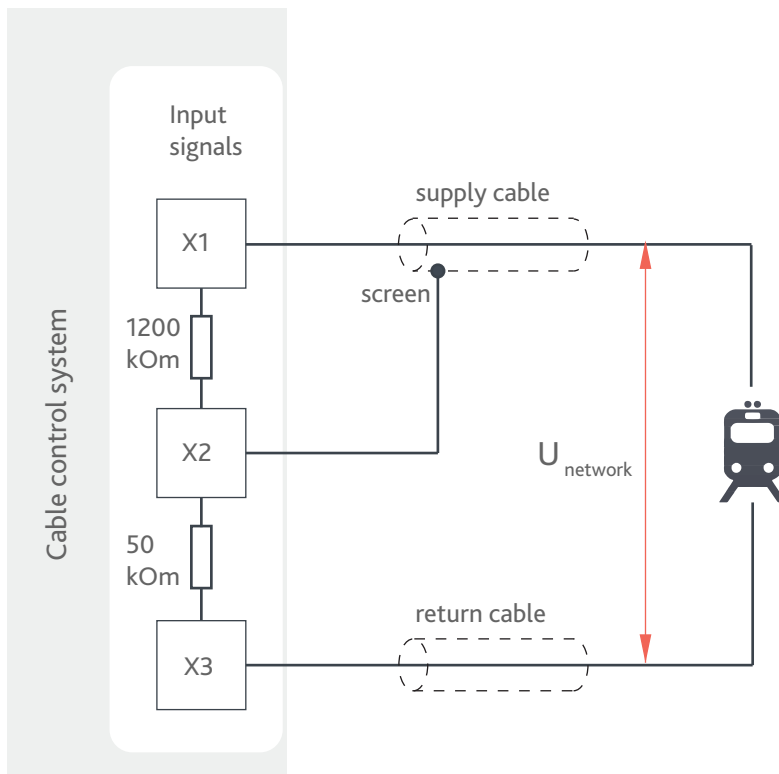 Input
signals
supply cable
X1
screen
1200
kOm
Cable control system
X2
U network
50
kOm
return cable
X3